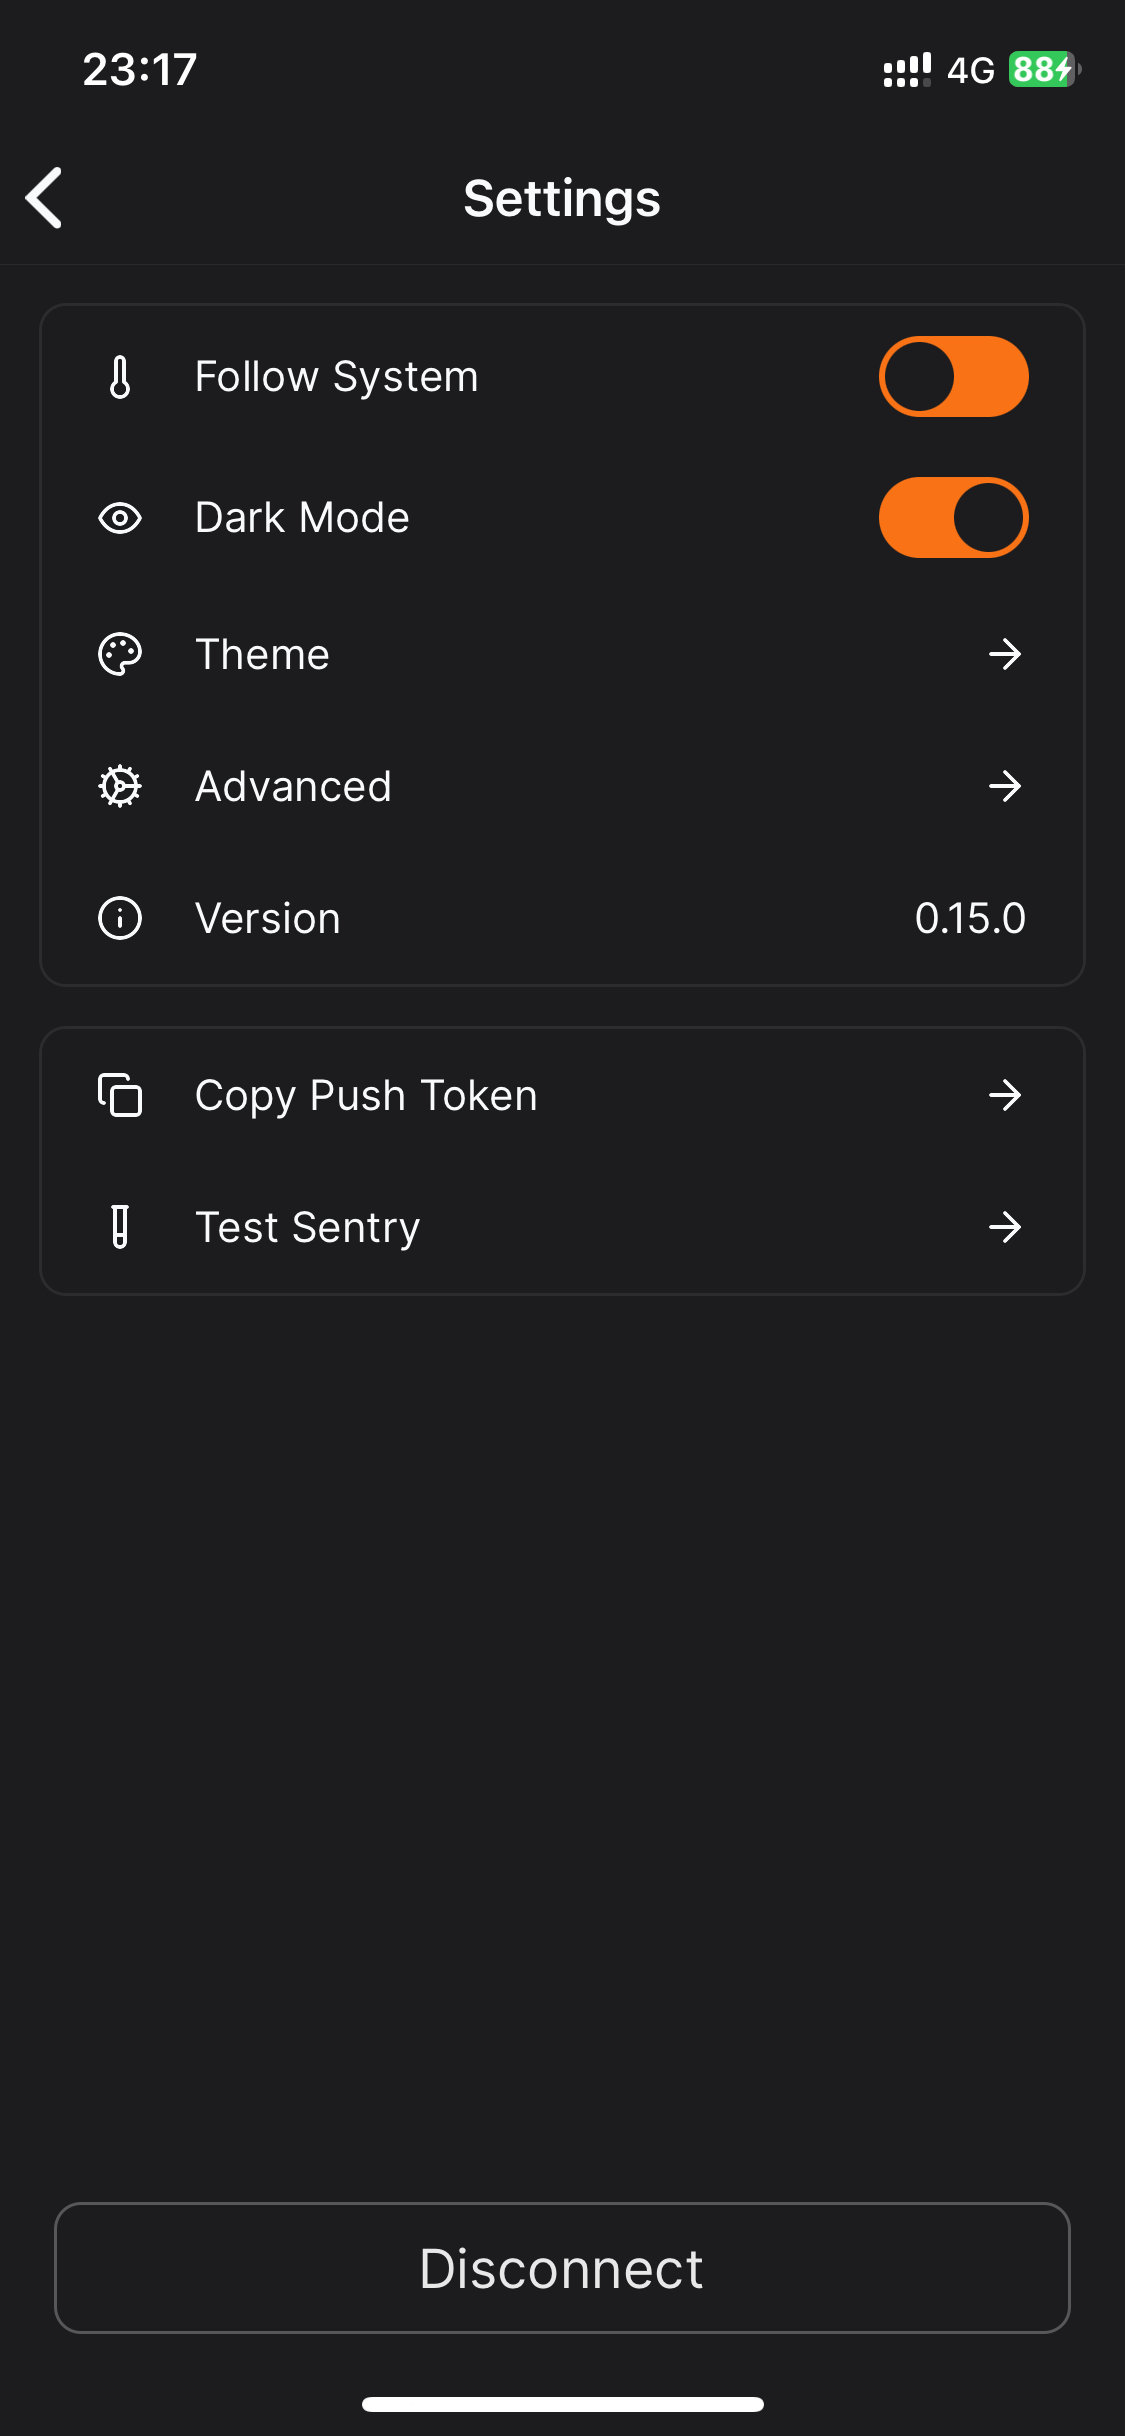 23:17
4G 88
Settings
Follow System
Dark Mode
Theme
Advanced
Version 0.15.0
Copy Push Token
Test Sentry
Disconnect